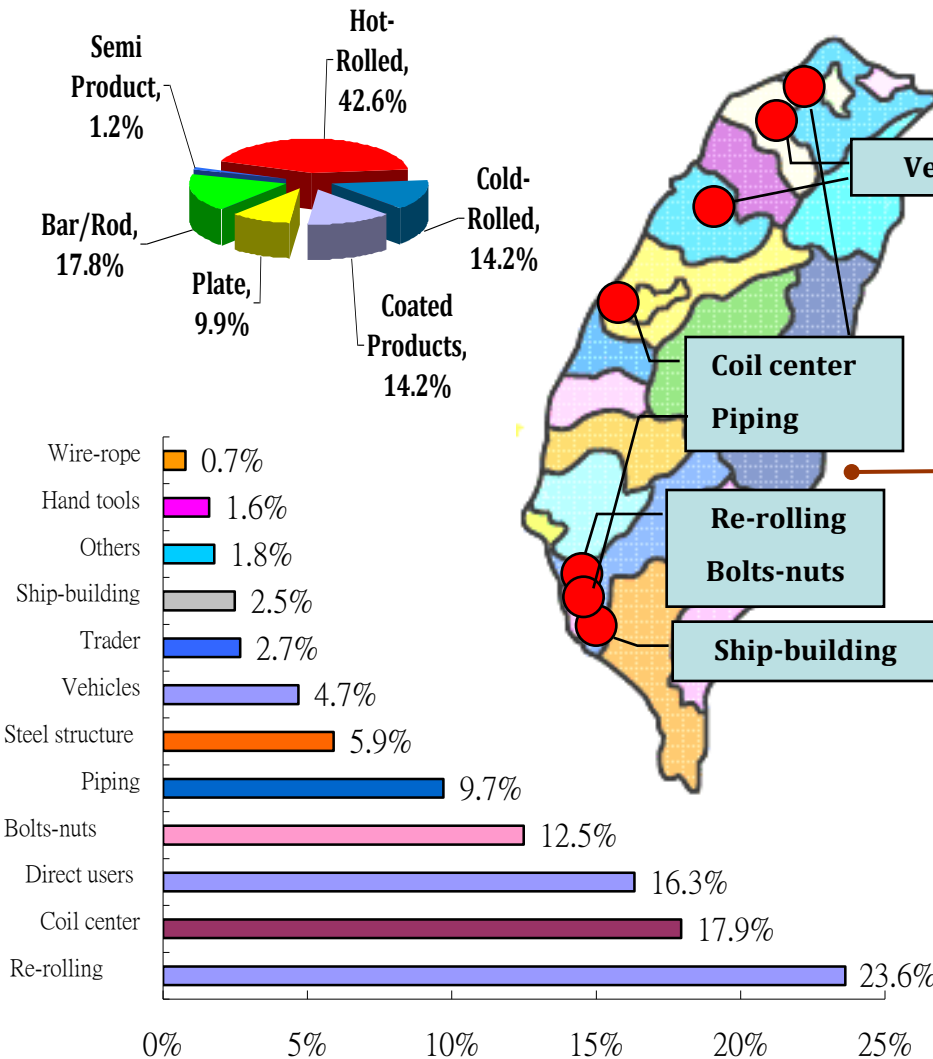 Semi
Product,
1.2%
Hot-
Rolled,
42.6%
Cold-
Rolled,
14.2%
Bar/Rod,
17.8%
Plate,
9.9%
Coated
Products,
14.2%
Ve
Coil center
Piping
Re-rolling
Bolts-nuts
Ship-building
Wire-rope 0.7%
Hand tools 1.6%
Others 1.8%
Ship-building 2.5%
Trader 2.7%
Vehicles 4.7%
Steel structure 5.9%
Piping 9.7%
Bolts-nuts 12.5%
Direct users 16.3%
Coil center 17.9%
Re-rolling 23.6%
0% 5% 10% 15% 20% 25%